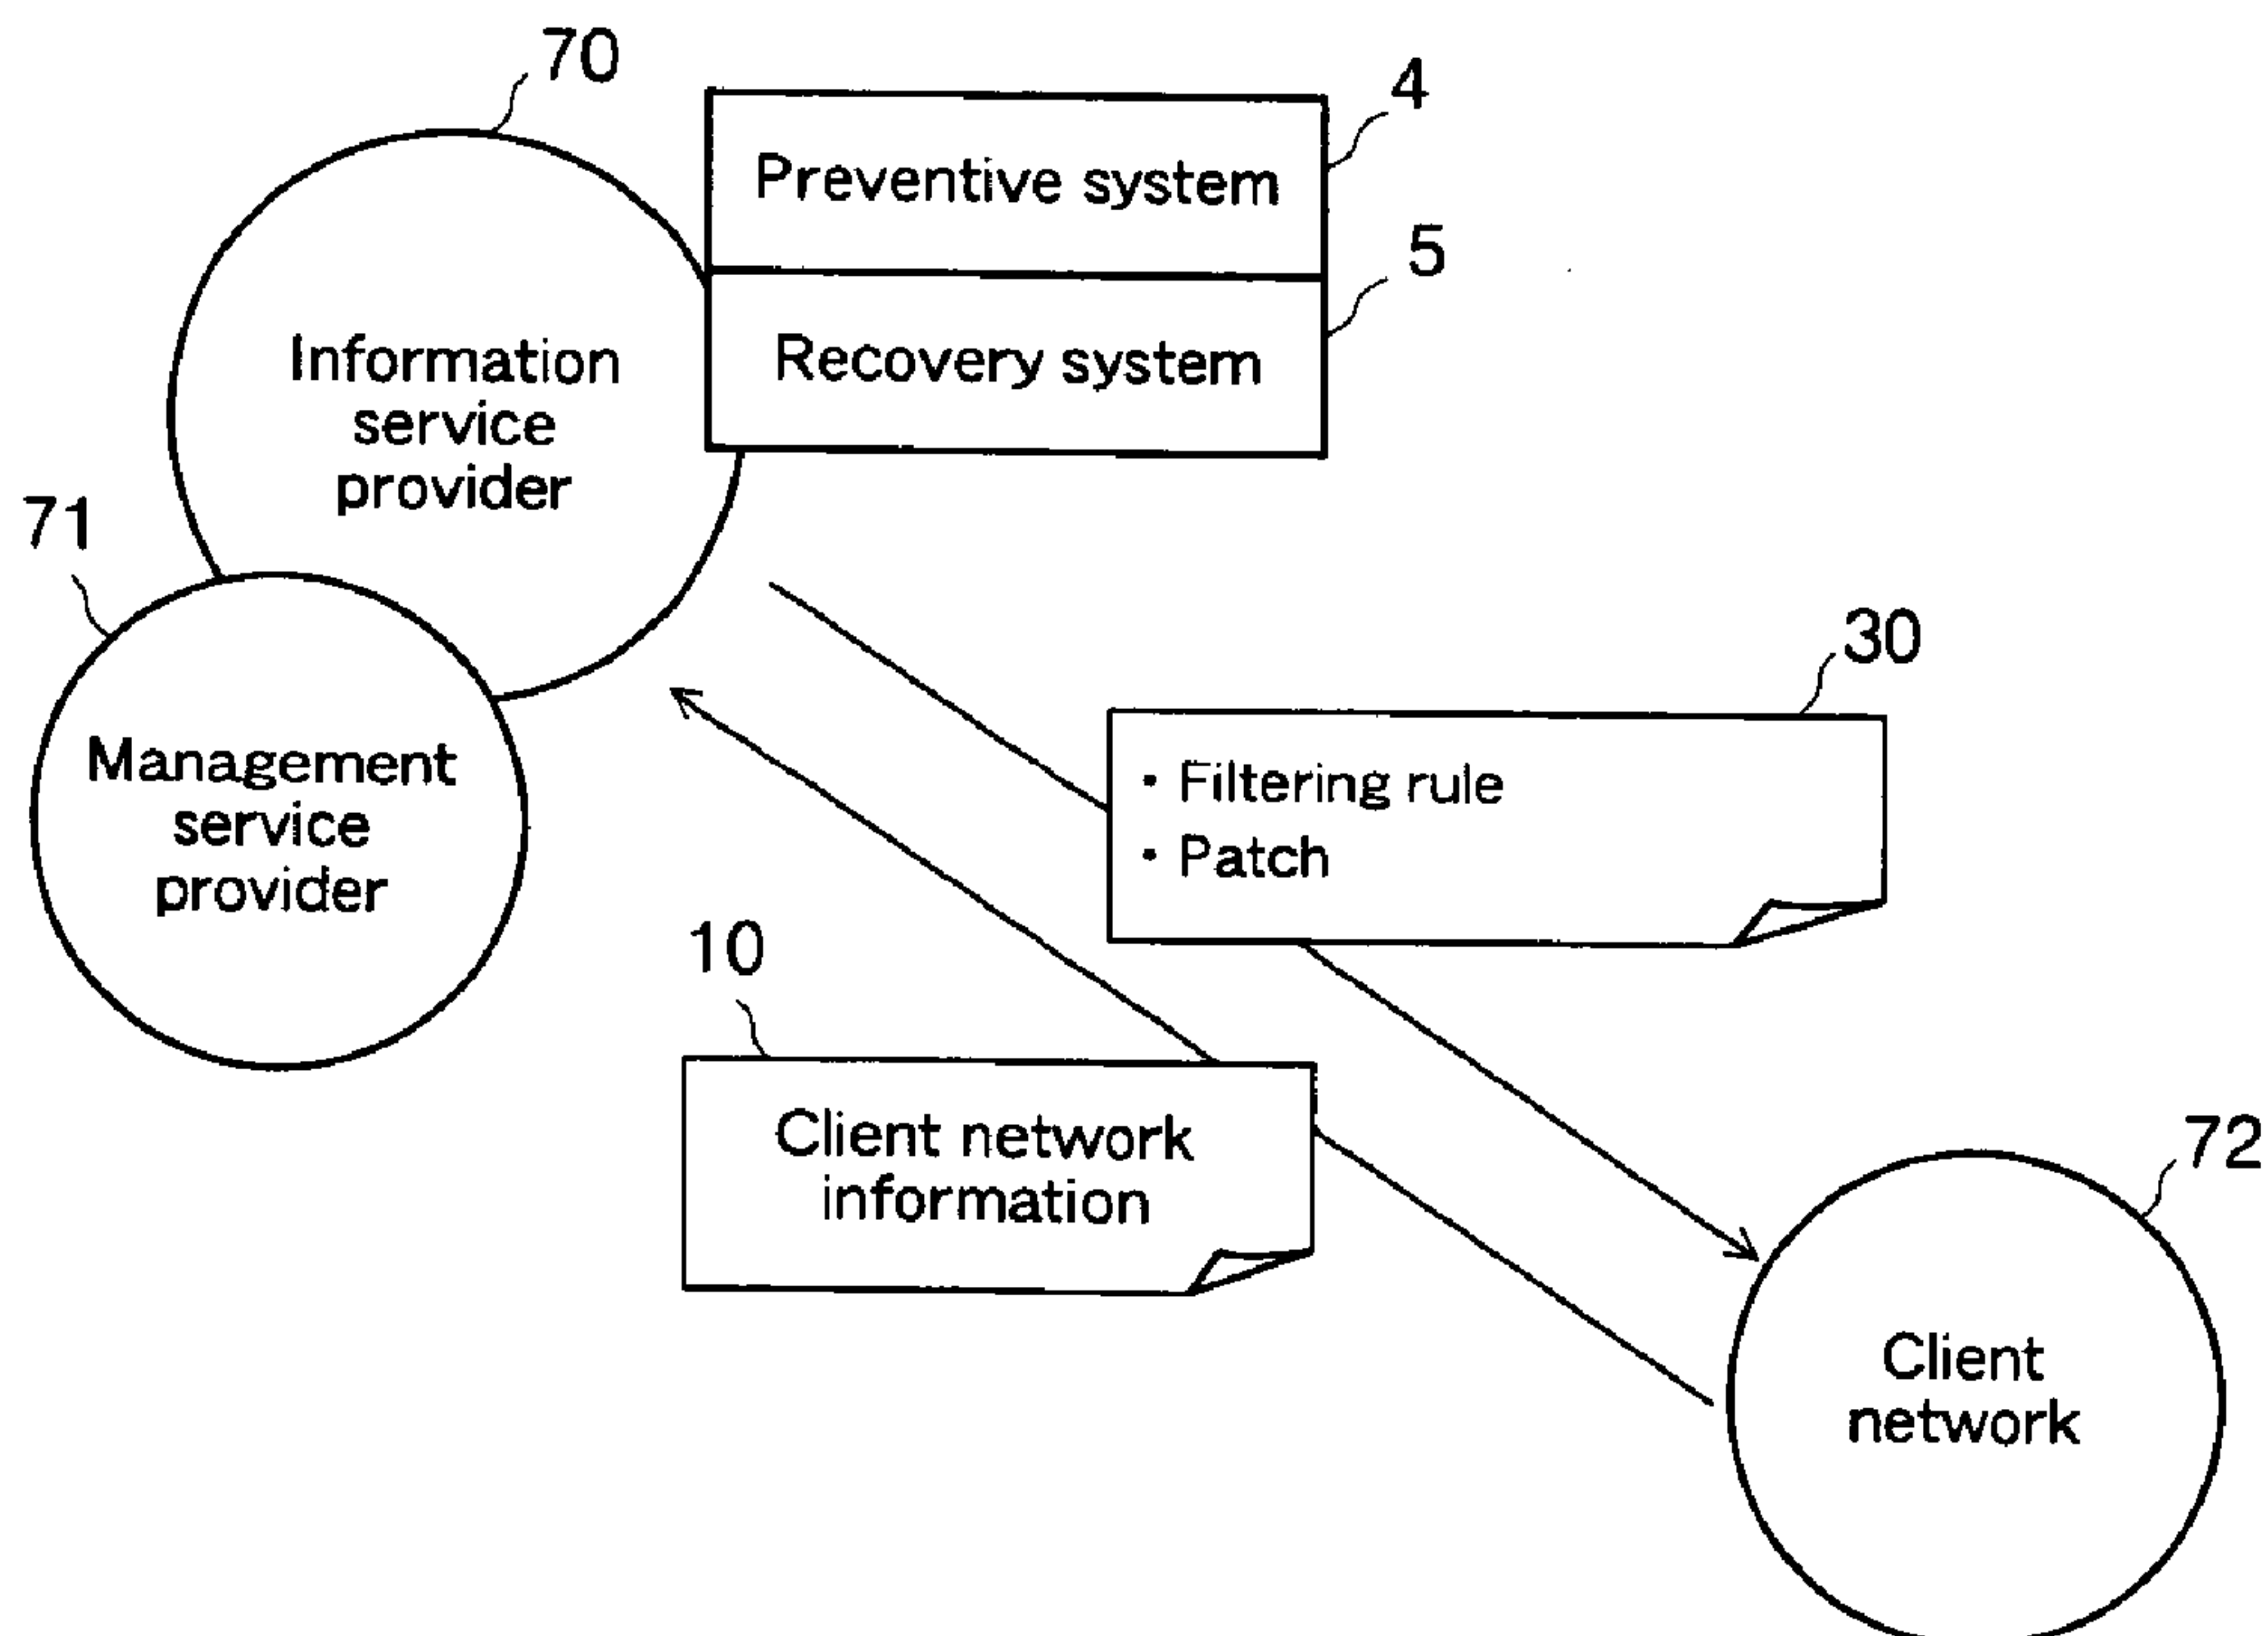 70
4
Preventive system
5
Recovery system
Information
service
provider
71
Management
service
provider
30
• Filtering rule
• Patch
10
Client network
information
72
Client
network